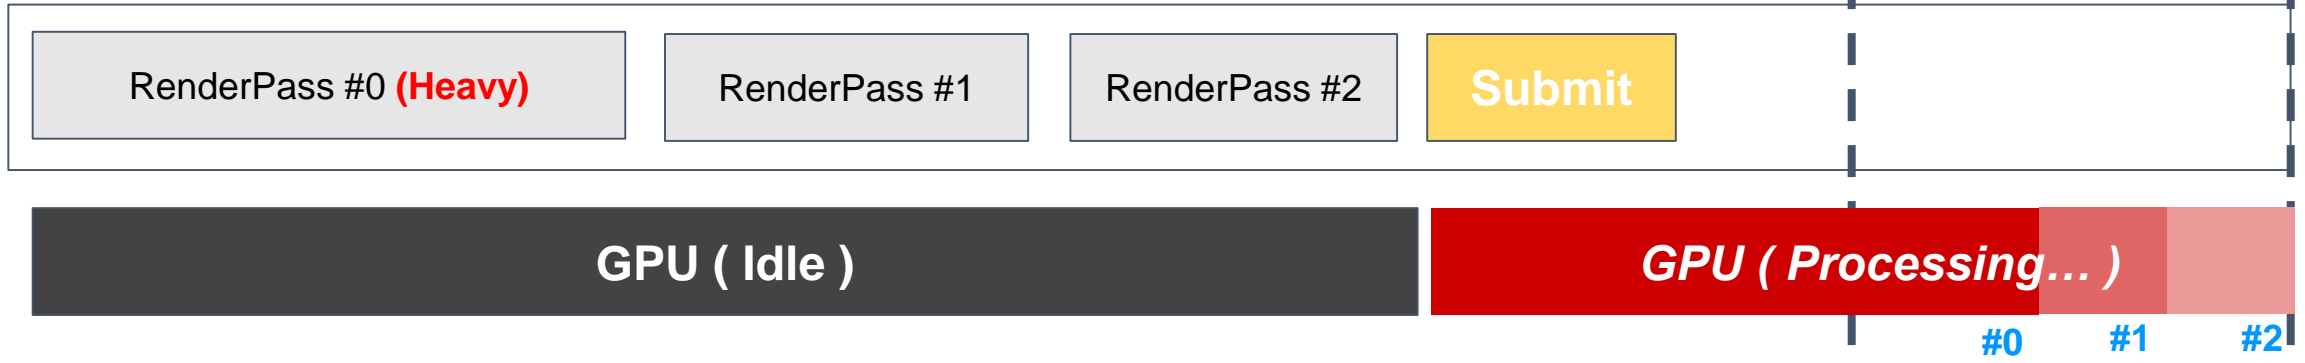 RenderPass #0 (Heavy)
RenderPass #1
RenderPass #2
Submit
GPU ( Idle )
GPU ( Processing… )
#0
#1
#2